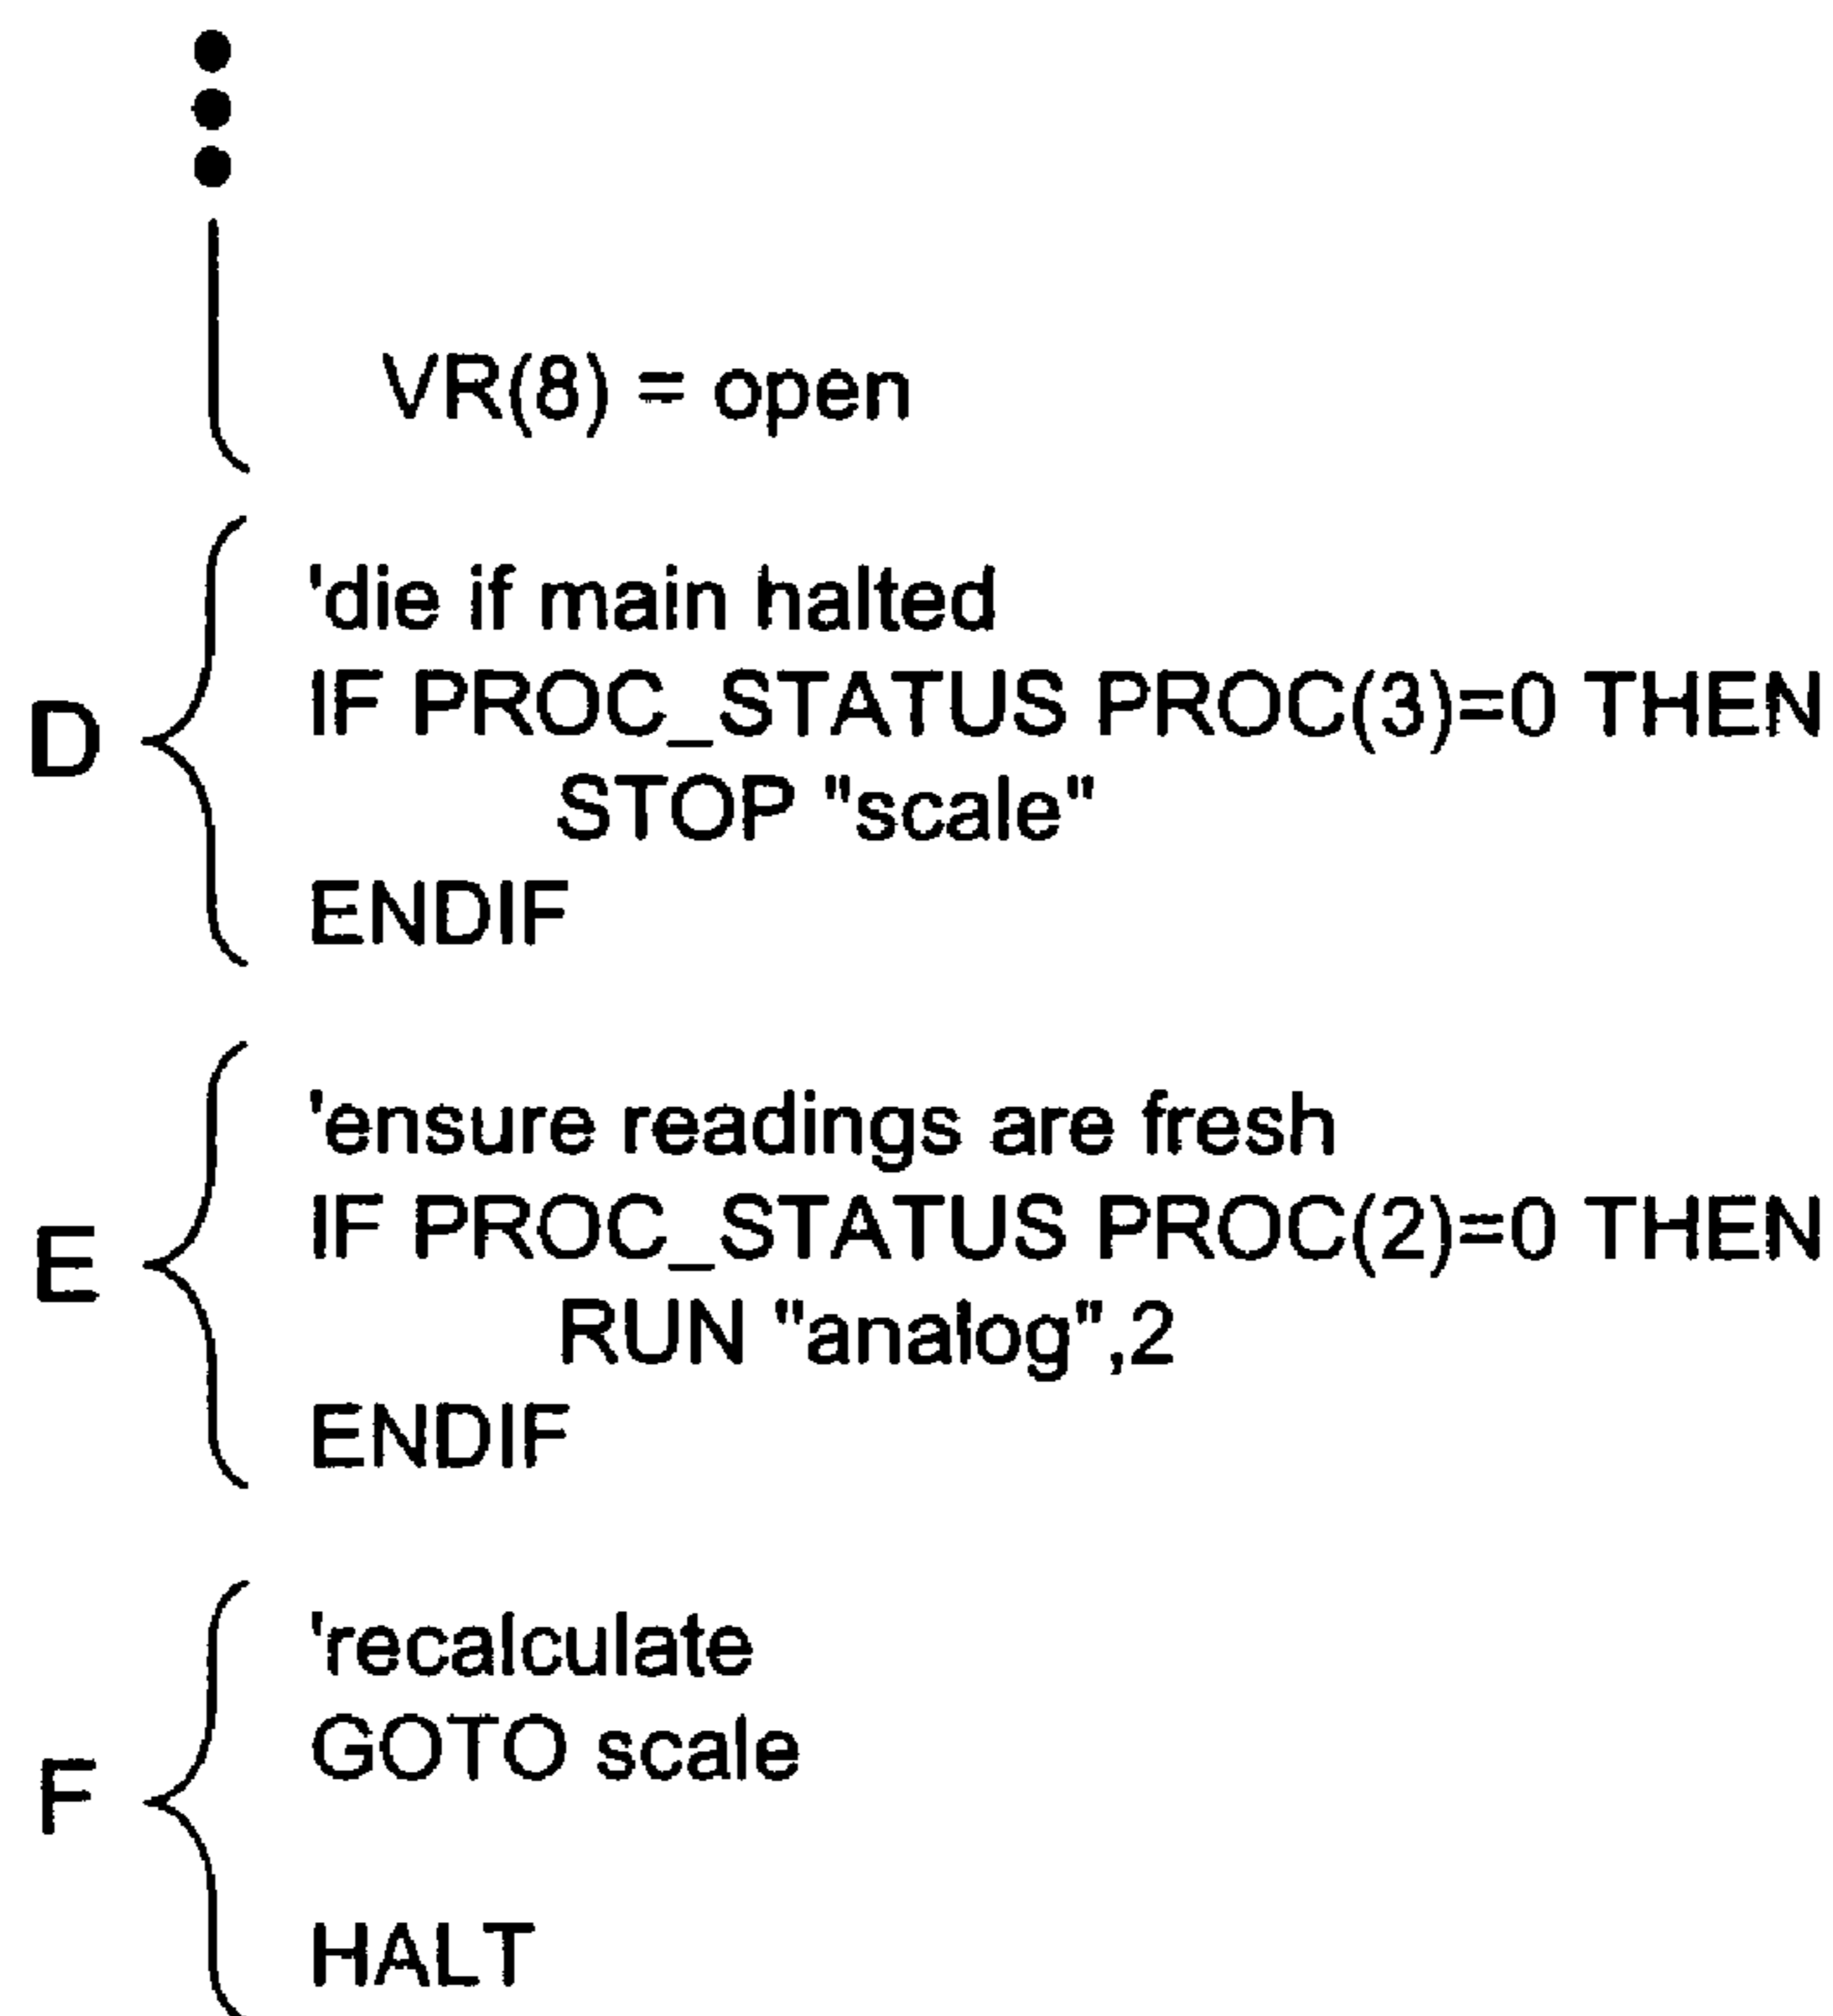 VR(8) = open
'die if main halted
IF PROC_STATUS PROC(3)=0 THEN
STOP "scale"
ENDIF
D
'ensure readings are fresh
IF PROC_STATUS PROC(2)=0 THEN
RUN "analog",2
ENDIF
E
'recalculate
GOTO scale
HALT
F